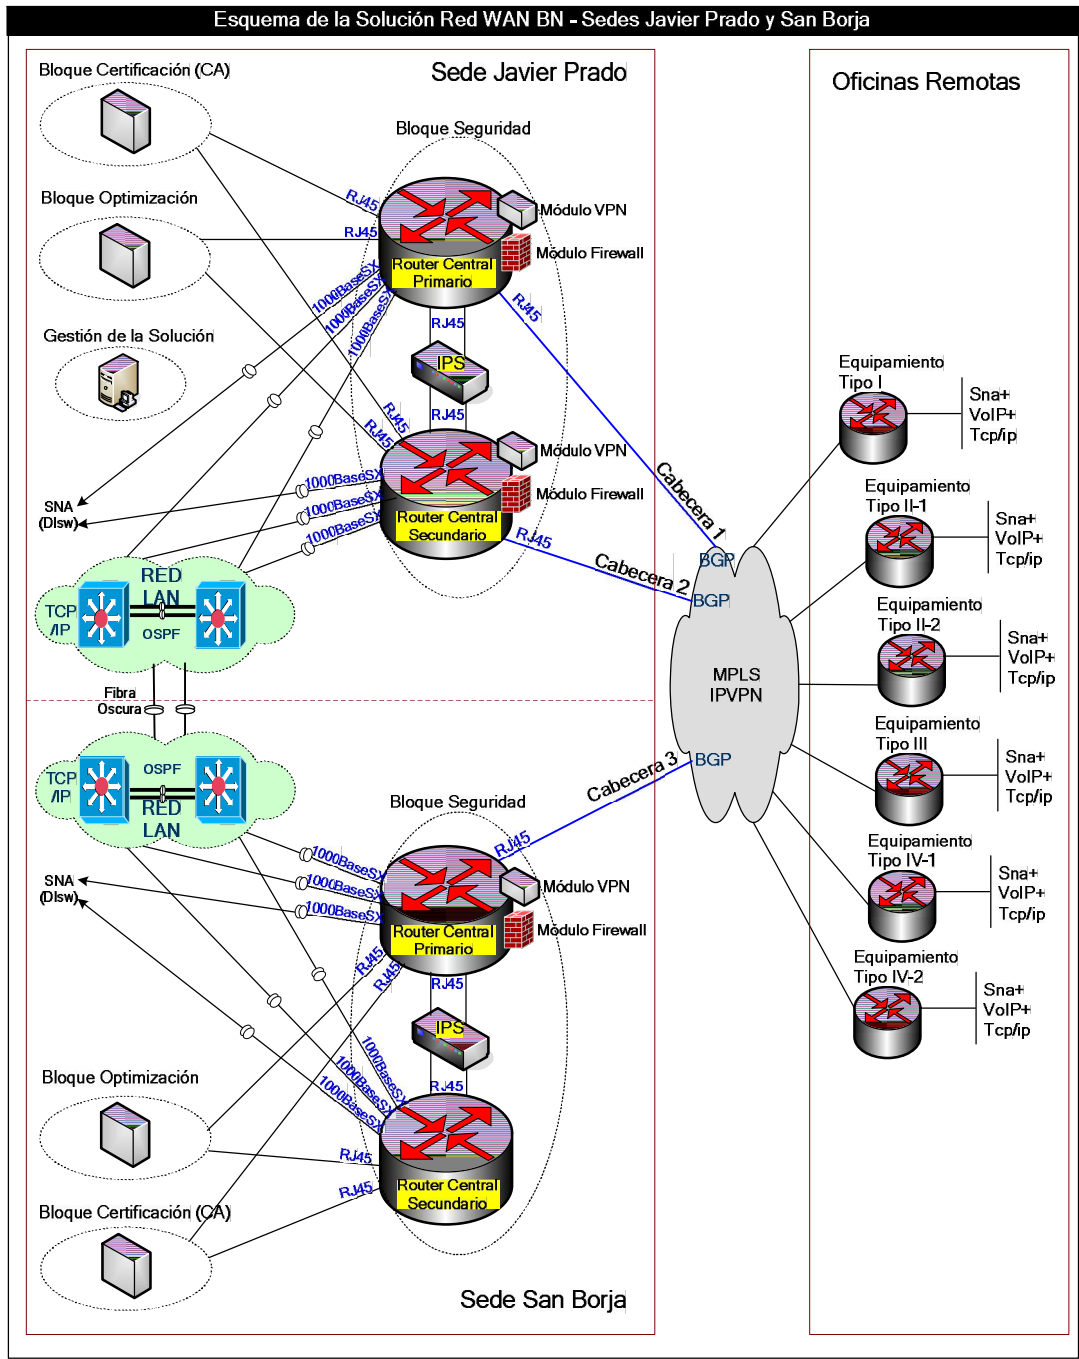 Esquema de la Solución Red WAN BN - Sedes Javier Prado y San Borja
Sede Javier Prado
Oficinas Remotas
Bloque Certificación (CA)
Bloque Seguridad
Bloque Optimización
RJ45
RJ45
Módulo VPN
Módulo Firewall
Router Central
Primario
1000BaseSX
1000BaseSX
1000BaseSX
RJ45
RJ45
Gestión de la Solución
IPS
RJ45
RJ45
RJ45
Módulo VPN
Módulo Firewall
1000BaseSX
1000BaseSX
1000BaseSX
Router Central
Secundario
RJ45
SNA
(Dlsw)
Cabecera 1
Cabecera 2
BGP
BGP
RED
LAN
TCP
/IP
OSPF
MPLS
IPVPN
Fibra
Oscura
Equipamiento
Tipo I
Sna+
VoIP+
Tcp/ip
Equipamiento
Tipo II-1
Sna+
VoIP+
Tcp/ip
Equipamiento
Tipo II-2
Sna+
VoIP+
Tcp/ip
Equipamiento
Tipo III
Sna+
VoIP+
Tcp/ip
Equipamiento
Tipo IV-1
Sna+
VoIP+
Tcp/ip
Equipamiento
Tipo IV-2
Sna+
VoIP+
Tcp/ip
TCP
/IP
OSPF
RED
LAN
BGP
Cabecera 3
Bloque Seguridad
RJ45
1000BaseSX
1000BaseSX
1000BaseSX
SNA
(Dlsw)
Módulo VPN
Módulo Firewall
Router Central
Primario
RJ45
RJ45
RJ45
IPS
RJ45
1000BaseSX
1000BaseSX
1000BaseSX
Bloque Optimización
RJ45
RJ45
Router Central
Secundario
Bloque Certificación (CA)
Sede San Borja